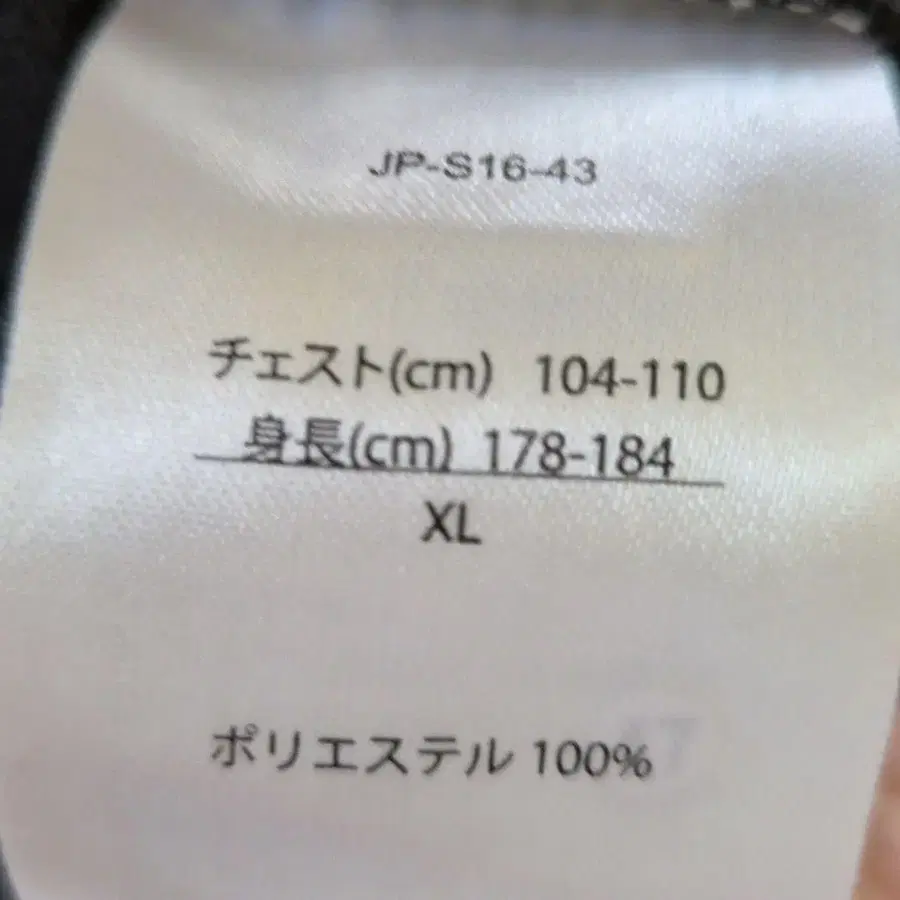 JP-S16-43
チェスト(cm) 104-110
身長(cm) 178-184
XL
ポリエステル 100%